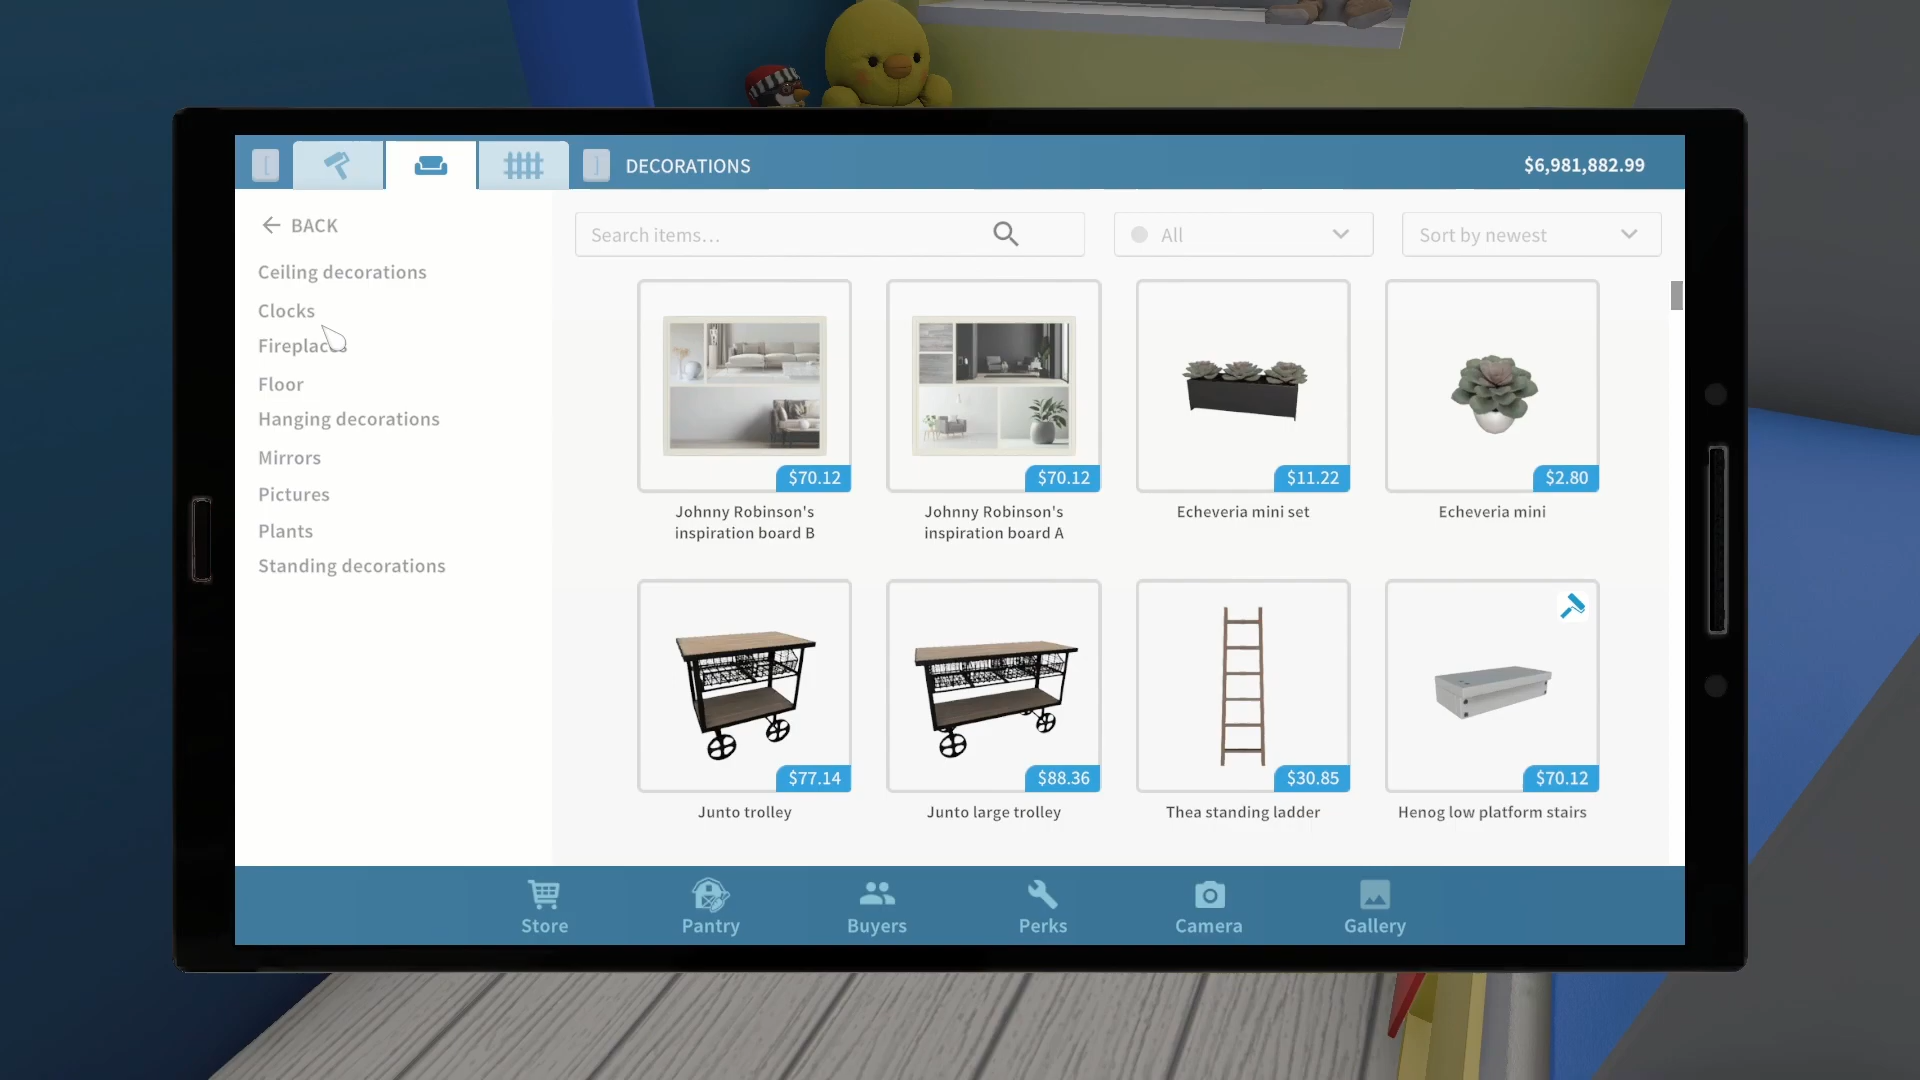 [
]
DECORATIONS
$6,981,882.99
BACK
Ceiling decorations
Clocks
Fireplaces
Floor
Hanging decorations
Mirrors
Pictures
Plants
Standing decorations
Search items...
All
Sort by newest
$70.12
Johnny Robinson's
inspiration board B
$70.12
Johnny Robinson's
inspiration board A
$11.22
Echeveria mini set
$2.80
Echeveria mini
$77.14
Junto trolley
$88.36
Junto large trolley
$30.85
Thea standing ladder
$70.12
Henog low platform stairs
Store
Pantry
Buyers
Perks
Camera
Gallery